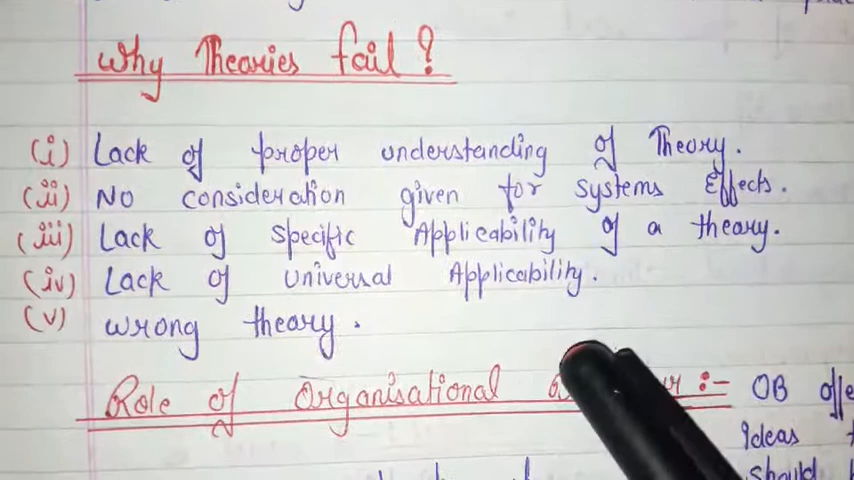 Why Theories fail?
(i) Lack of proper understanding of Theory.
(ii) No consideration given for systems Effects.
(iii) Lack of Specific Applicability of a theory.
(iv) Lack of Universal Applicability.
(v) wrong theory.
Role of Organisational :- OB
Ideas
should